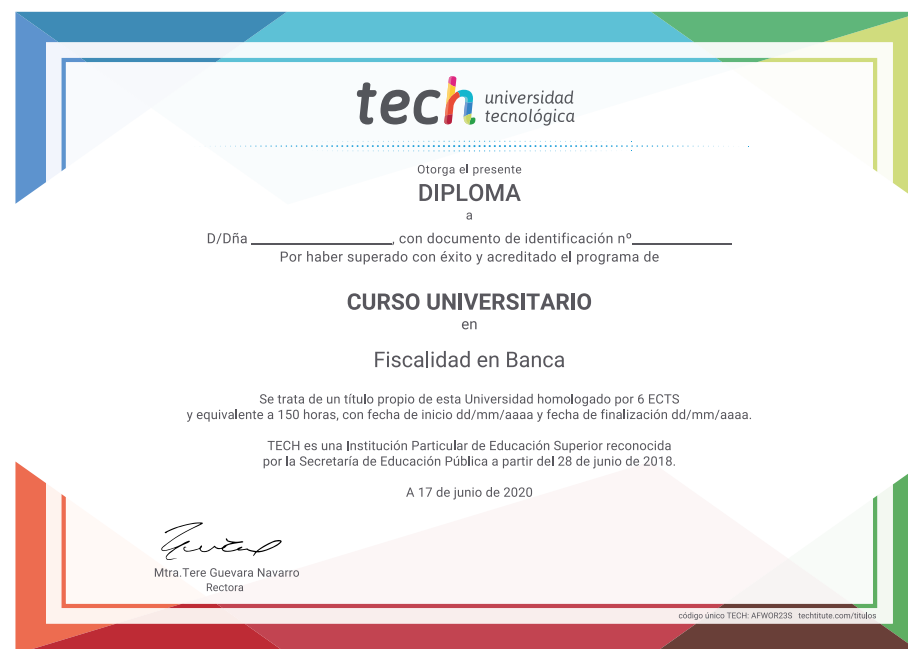 tech universidad
tecnológica
Otorga el presente
DIPLOMA
a
D/Dña ____________, con documento de identificación nº_________
Por haber superado con éxito y acreditado el programa de
CURSO UNIVERSITARIO
en
Fiscalidad en Banca
Se trata de un título propio de esta Universidad homologado por 6 ECTS
y equivalente a 150 horas, con fecha de inicio dd/mm/aaaa y fecha de finalización dd/mm/aaaa.
TECH es una Institución Particular de Educación Superior reconocida
por la Secretaría de Educación Pública a partir del 28 de junio de 2018.
A 17 de junio de 2020
Mtra.Tere Guevara Navarro
Rectora
código único TECH: AFWOR23S techtitute.com/titulos